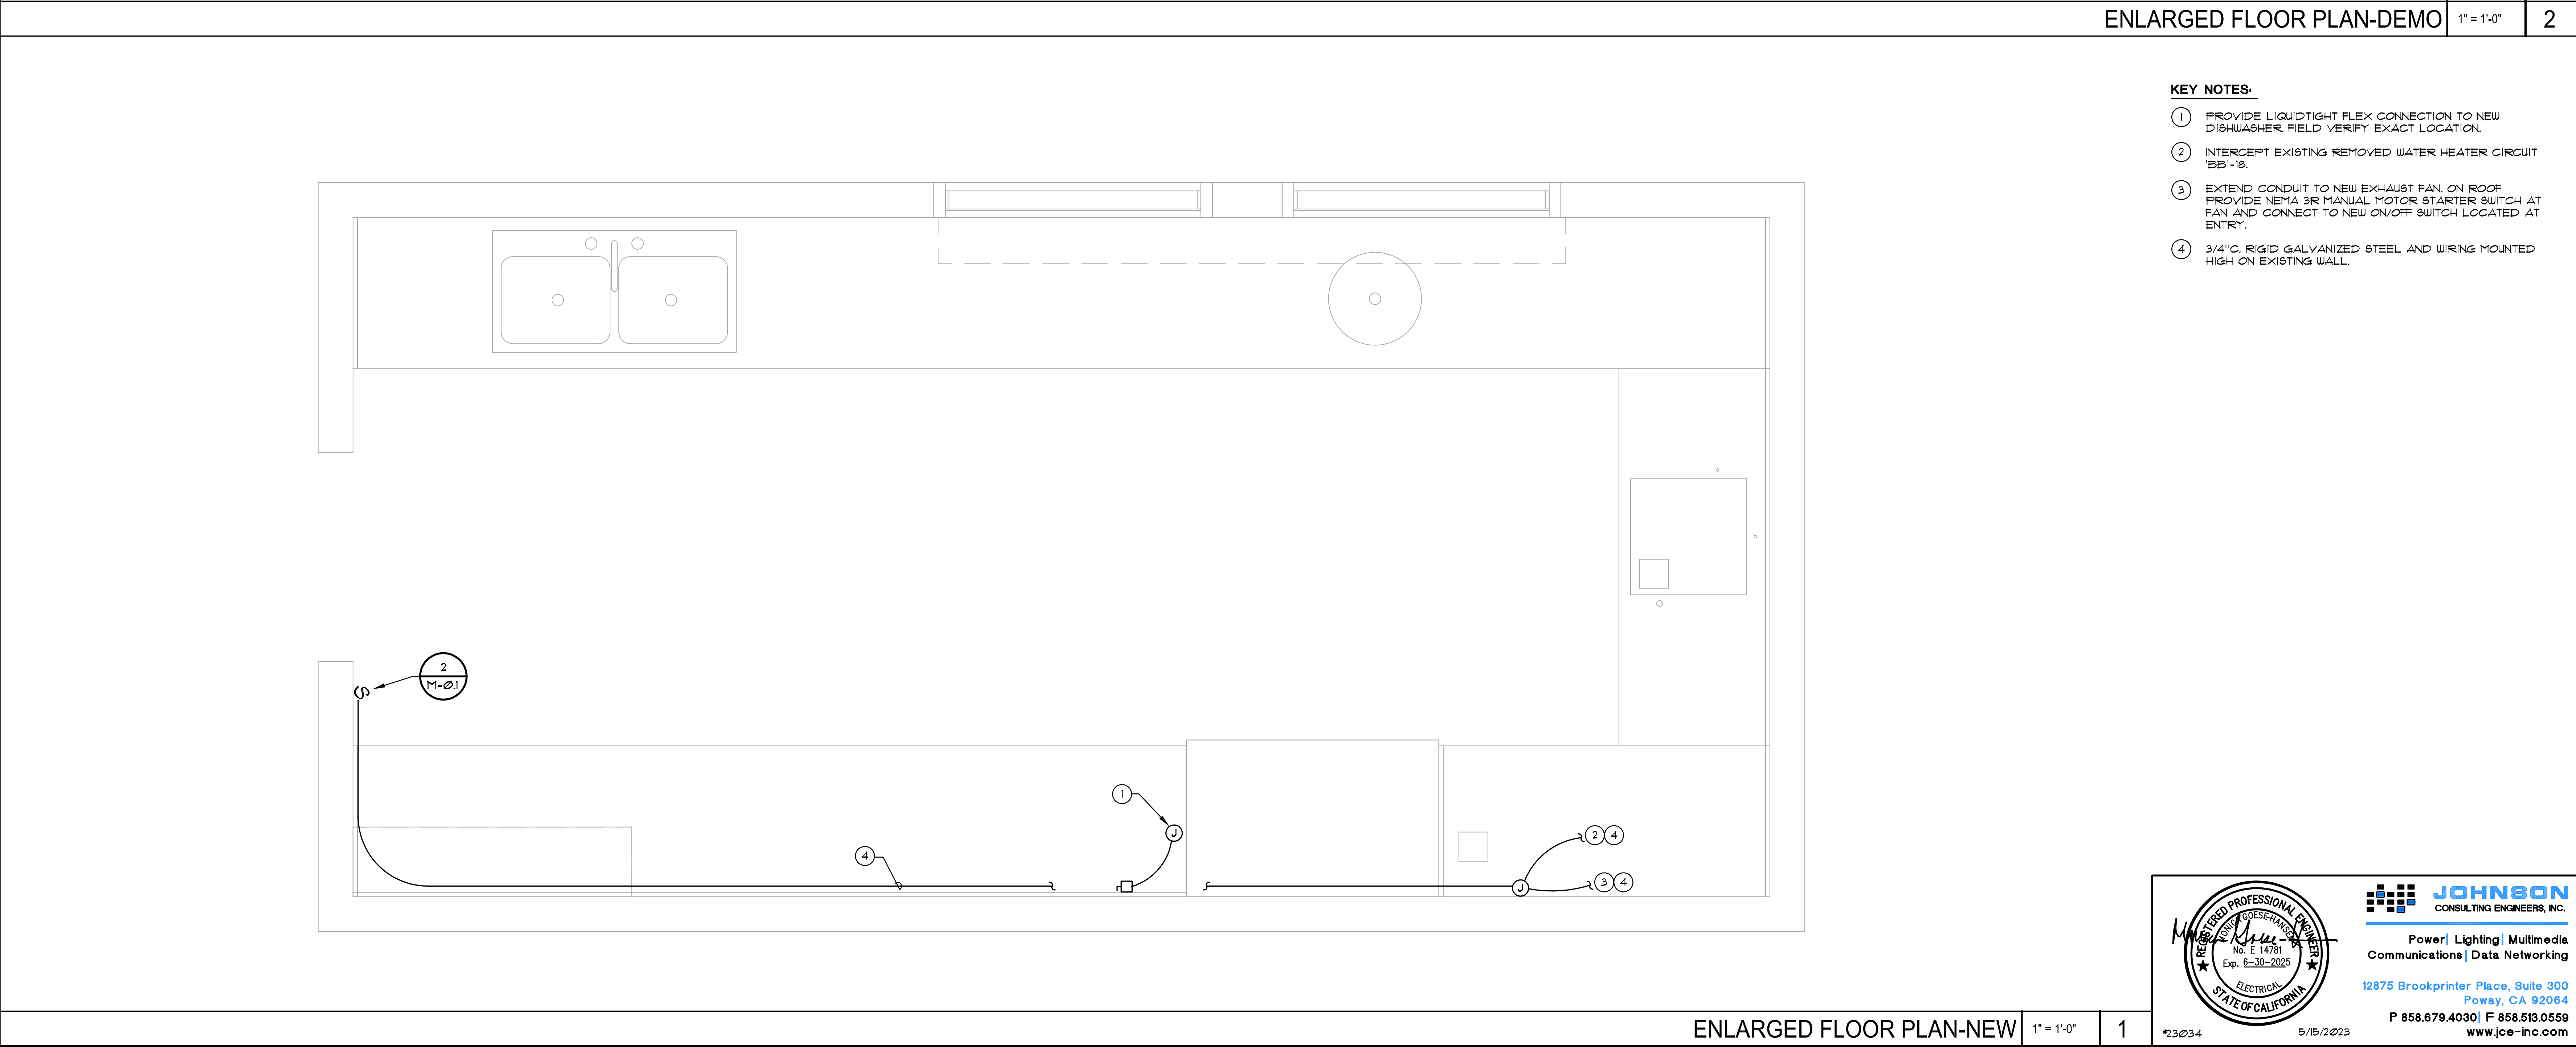 ENLARGED FLOOR PLAN-DEMO
1" = 1'-0"
2
KEY NOTES:
1 PROVIDE LIQUIDTIGHT FLEX CONNECTION TO NEW
DISHWASHER. FIELD VERIFY EXACT LOCATION.
2 INTERCEPT EXISTING REMOVED WATER HEATER CIRCUIT
'BB'-18.
3 EXTEND CONDUIT TO NEW EXHAUST FAN. ON ROOF
PROVIDE NEMA 3R MANUAL MOTOR STARTER SWITCH AT
FAN AND CONNECT TO NEW ON/OFF SWITCH LOCATED AT
ENTRY.
4 3/4"C. RIGID GALVANIZED STEEL AND WIRING MOUNTED
HIGH ON EXISTING WALL.
2
M-0.1
S
1
J
4
2 4
J
3 4
REGISTERED PROFESSIONAL ENGINEER
MONICA GOESE-HANSEN
No. E 14781
Exp. 6-30-2025
ELECTRICAL
STATE OF CALIFORNIA
#23034
5/15/2023
JOHNSON
CONSULTING ENGINEERS, INC.
Power| Lighting| Multimedia
Communications| Data Networking
12875 Brookprinter Place, Suite 300
Poway, CA 92064
P 858.679.4030| F 858.513.0559
www.jce-inc.com
ENLARGED FLOOR PLAN-NEW
1" = 1'-0"
1